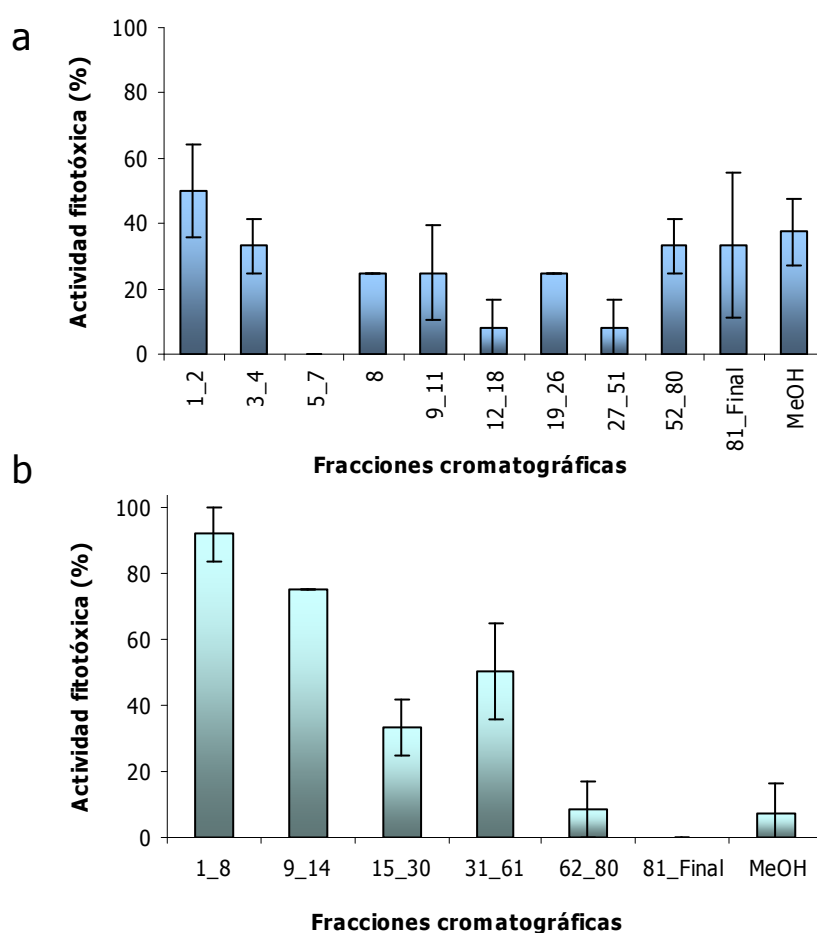 a
Actividad fitotóxica (%)
100
80
60
40
20
0
1_2
3_4
5_7
8
9_11
12_18
19_26
27_51
52_80
81_Final
MeOH
Fracciones cromatográficas
b
Actividad fitotóxica (%)
100
80
60
40
20
0
1_8 9_14 15_30 31_61 62_80 81_Final MeOH
Fracciones cromatográficas